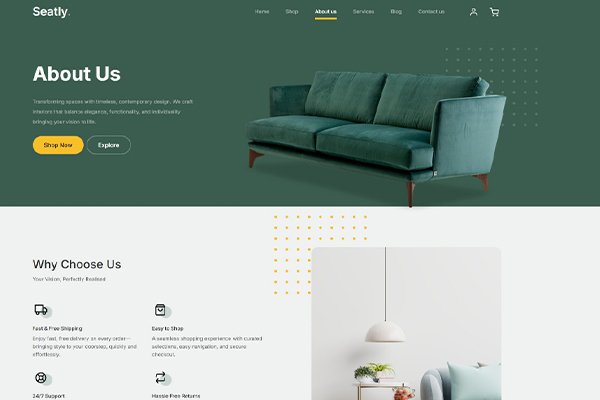 Seatly.
Home Shop About us Services Blog Contact us
About Us
Transforming spaces with timeless, contemporary design. We craft
interiors that balance elegance, functionality, and individuality
bringing your vision to life.
Shop Now Explore
Why Choose Us
Your Vision, Perfectly Realized
Fast & Free Shipping
Enjoy fast, free delivery on every order—
bringing style to your doorstep, quickly and
effortlessly.
Easy to Shop
A seamless shopping experience with curated
selections, easy navigation, and secure
checkout.
24/7 Support
Hassle Free Returns